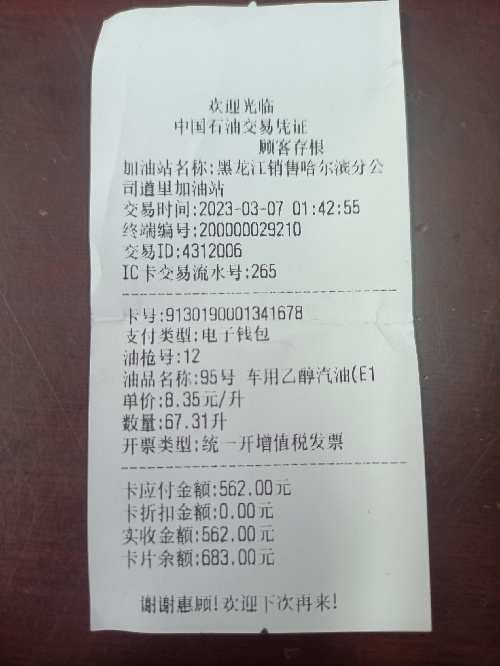 欢迎光临
中国石油交易凭证
顾客存根
加油站名称:黑龙江销售哈尔滨分公
司道里加油站
交易时间:2023-03-07 01:42:55
终端编号:200000029210
交易ID:4312006
IC卡交易流水号:265
卡号:9130190001341678
支付类型:电子钱包
油枪号:12
油品名称:95号 车用乙醇汽油(E1
单价:8.35元/升
数量:67.31升
开票类型:统一开增值税发票
卡应付金额:562.00元
卡折扣金额:0.00元
实收金额:562.00元
卡片余额:683.00元
谢谢惠顾!欢迎下次再来!